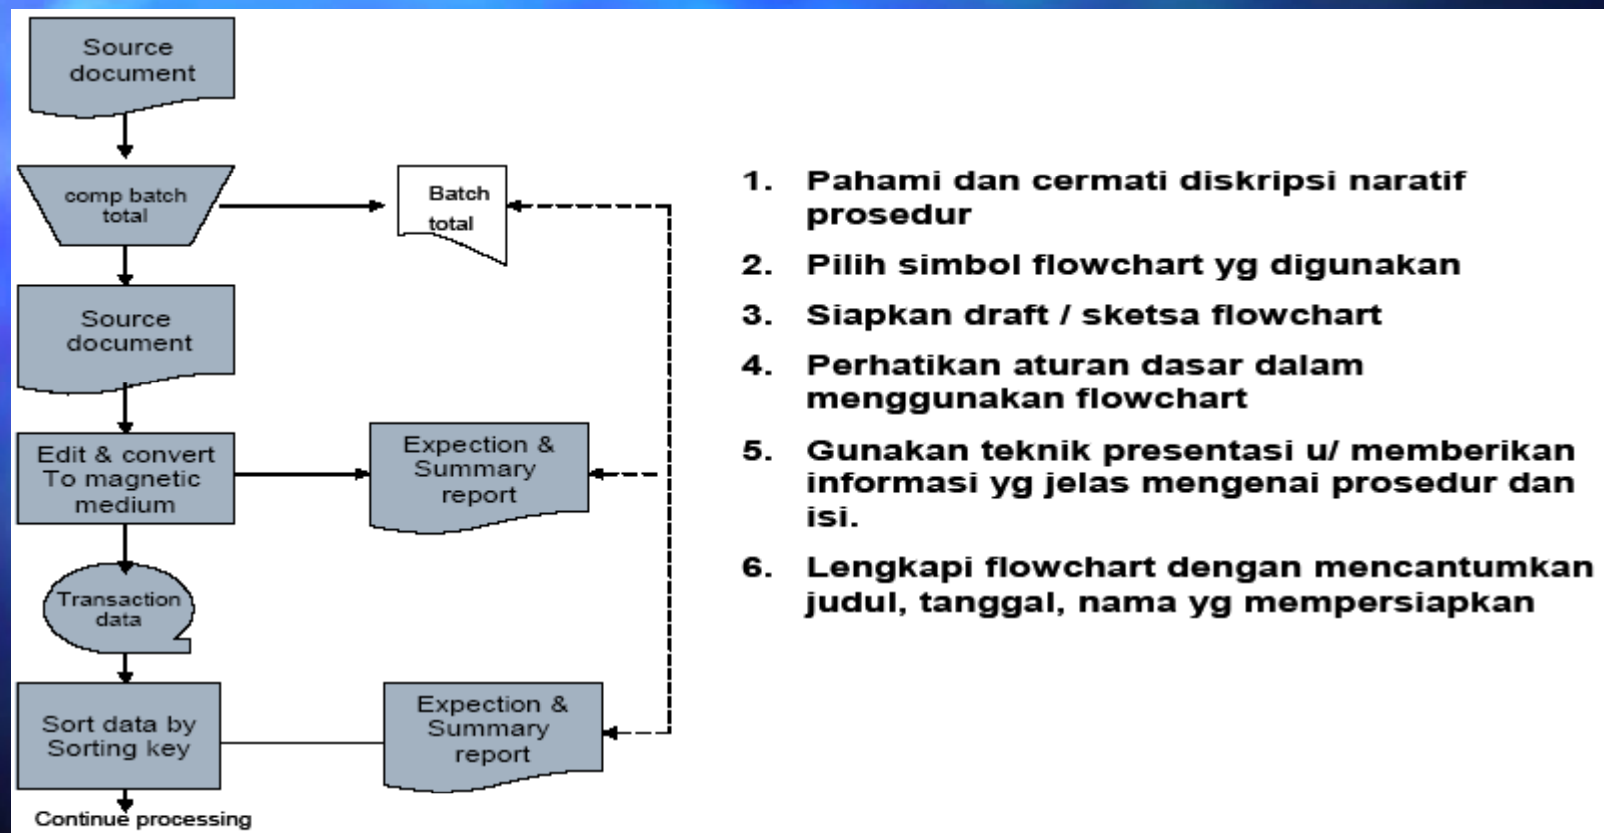 Source
document
comp batch
total
Batch
total
Source
document
Edit & convert
To magnetic
medium
Expection &
Summary
report
Transaction
data
Sort data by
Sorting key
Expection &
Summary
report
Continue processing
1. Pahami dan cermati diskripsi naratif
prosedur
2. Pilih simbol flowchart yg digunakan
3. Siapkan draft / sketsa flowchart
4. Perhatikan aturan dasar dalam
menggunakan flowchart
5. Gunakan teknik presentasi u/ memberikan
informasi yg jelas mengenai prosedur dan
isi.
6. Lengkapi flowchart dengan mencantumkan
judul, tanggal, nama yg mempersiapkan